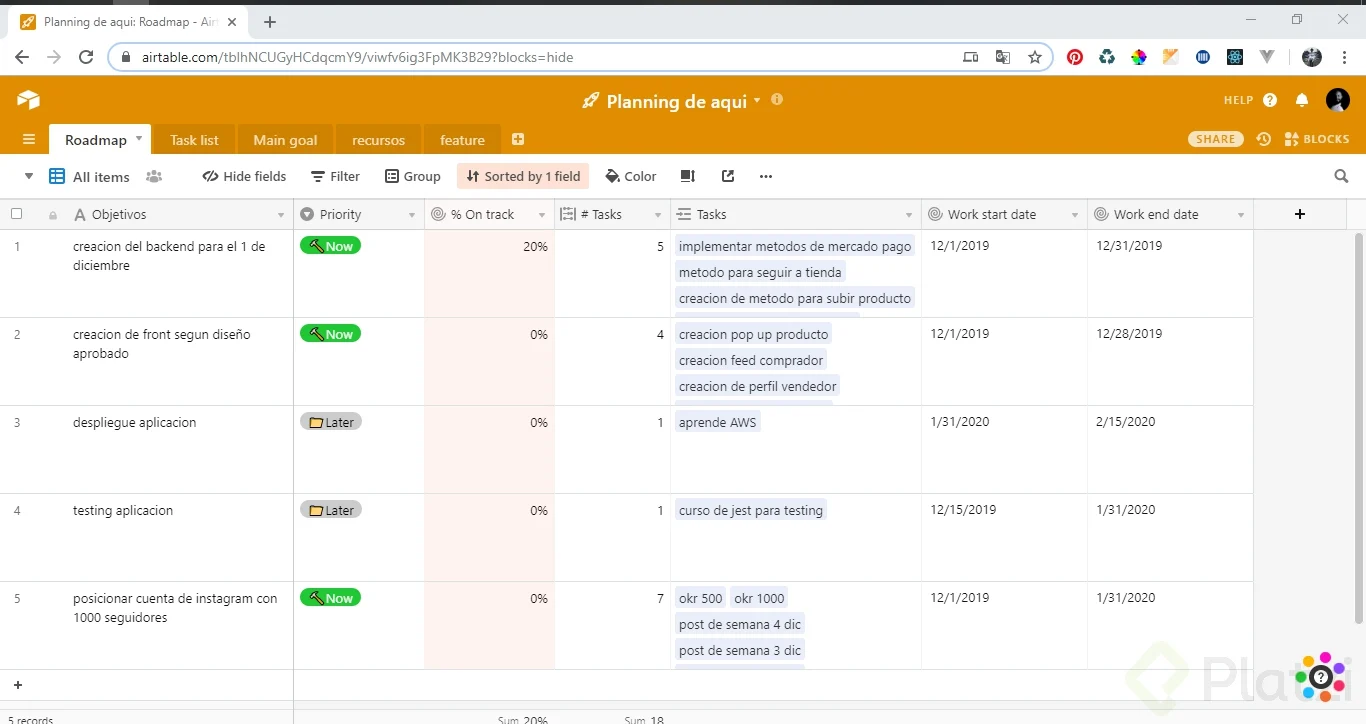 Planning de aqui: Roadmap - Air
airtable.com/tblhNCUGyHCdqcmY9/viwfv6ig3FpMK3B29?blocks=hide
Planning de aqui
HELP
Roadmap
Task list
Main goal
recursos
feature
SHARE
BLOCKS
All items
Hide fields
Filter
Group
Sorted by 1 field
Color
Objetivos
Priority
% On track
# Tasks
Tasks
Work start date
Work end date
1
creacion del backend para el 1 de
diciembre
Now
20%
5
implementar metodos de mercado pago
metodo para seguir a tienda
creacion de metodo para subir producto
12/1/2019
12/31/2019
2
creacion de front segun diseño
aprobado
Now
0%
4
creacion pop up producto
creacion feed comprador
creacion de perfil vendedor
12/1/2019
12/28/2019
3
despliegue aplicacion
Later
0%
1
aprende AWS
1/31/2020
2/15/2020
4
testing aplicacion
Later
0%
1
curso de jest para testing
12/15/2019
1/31/2020
5
posicionar cuenta de instagram con
1000 seguidores
Now
0%
7
okr 500 okr 1000
post de semana 4 dic
post de semana 3 dic
12/1/2019
1/31/2020
Platzi
5 records
Sum 20%
Sum 18